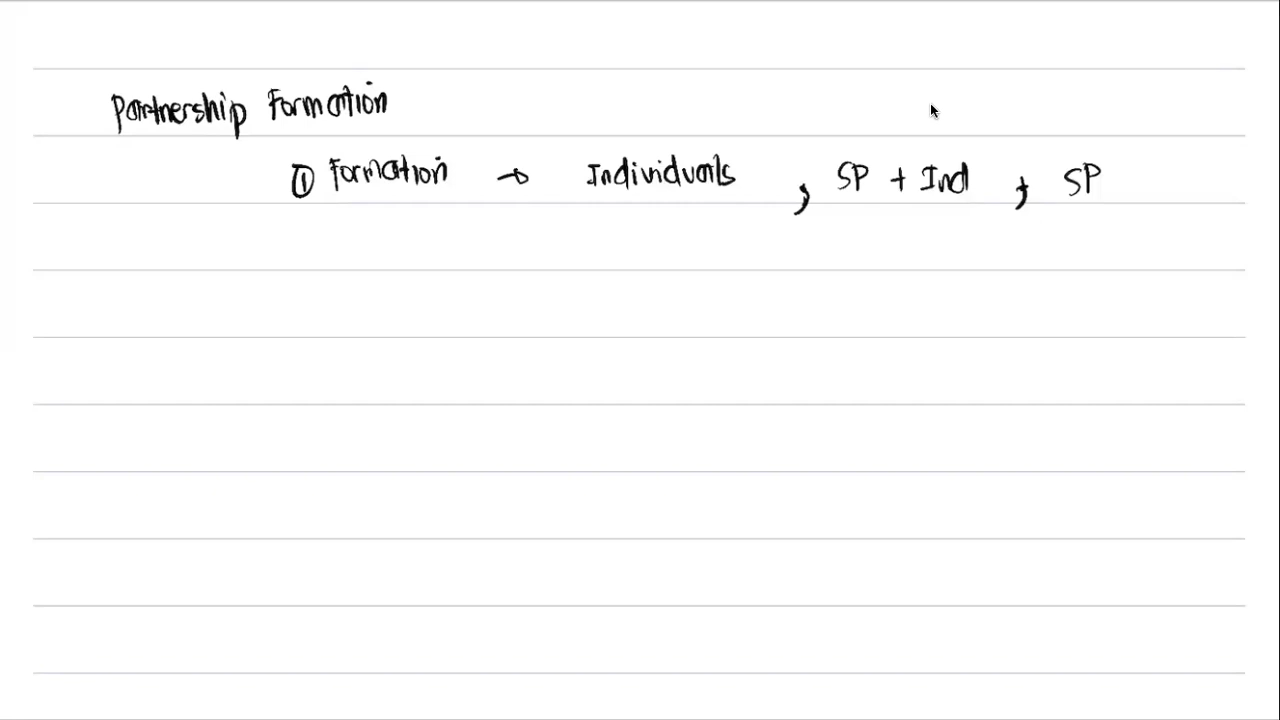 Partnership Formation
① Formation → Individuals , SP + Ind , SP